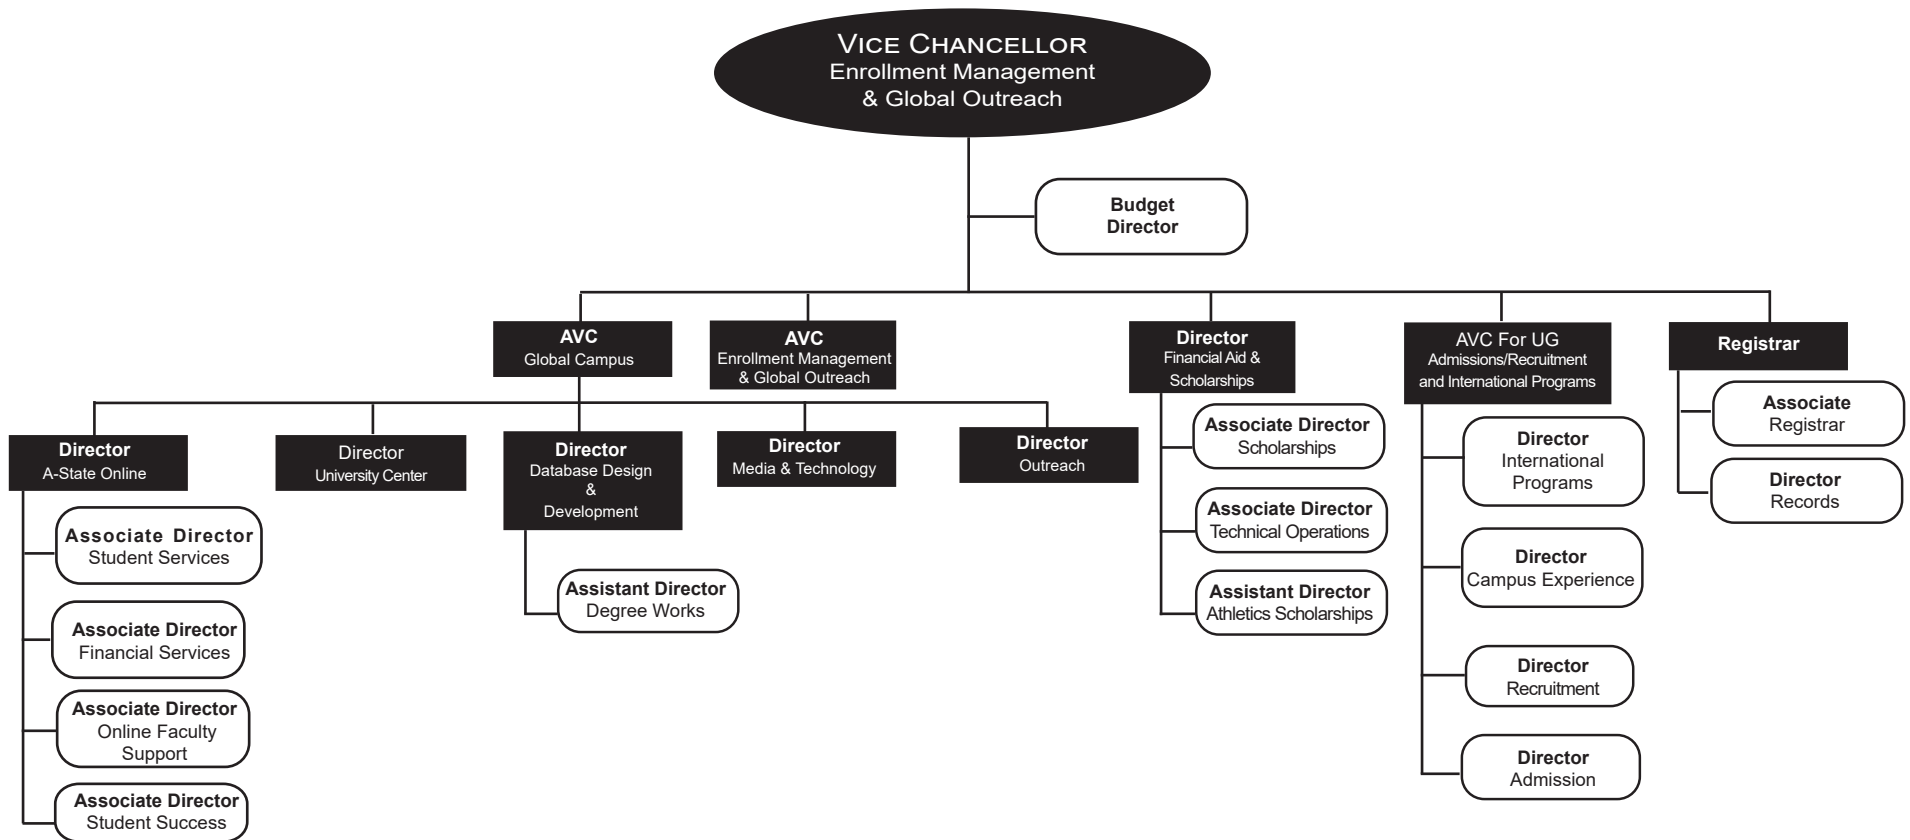 VICE CHANCELLOR
Enrollment Management
& Global Outreach
Budget
Director
AVC
Global Campus
AVC
Enrollment Management
& Global Outreach
Director
Financial Aid &
Scholarships
AVC For UG
Admissions/Recruitment
and International Programs
Registrar
Director
A-State Online
Director
University Center
Director
Database Design
&
Development
Director
Media & Technology
Director
Outreach
Associate Director
Student Services
Associate Director
Financial Services
Associate Director
Online Faculty
Support
Associate Director
Student Success
Assistant Director
Degree Works
Associate Director
Scholarships
Associate Director
Technical Operations
Assistant Director
Athletics Scholarships
Director
International
Programs
Director
Campus Experience
Director
Recruitment
Director
Admission
Associate
Registrar
Director
Records